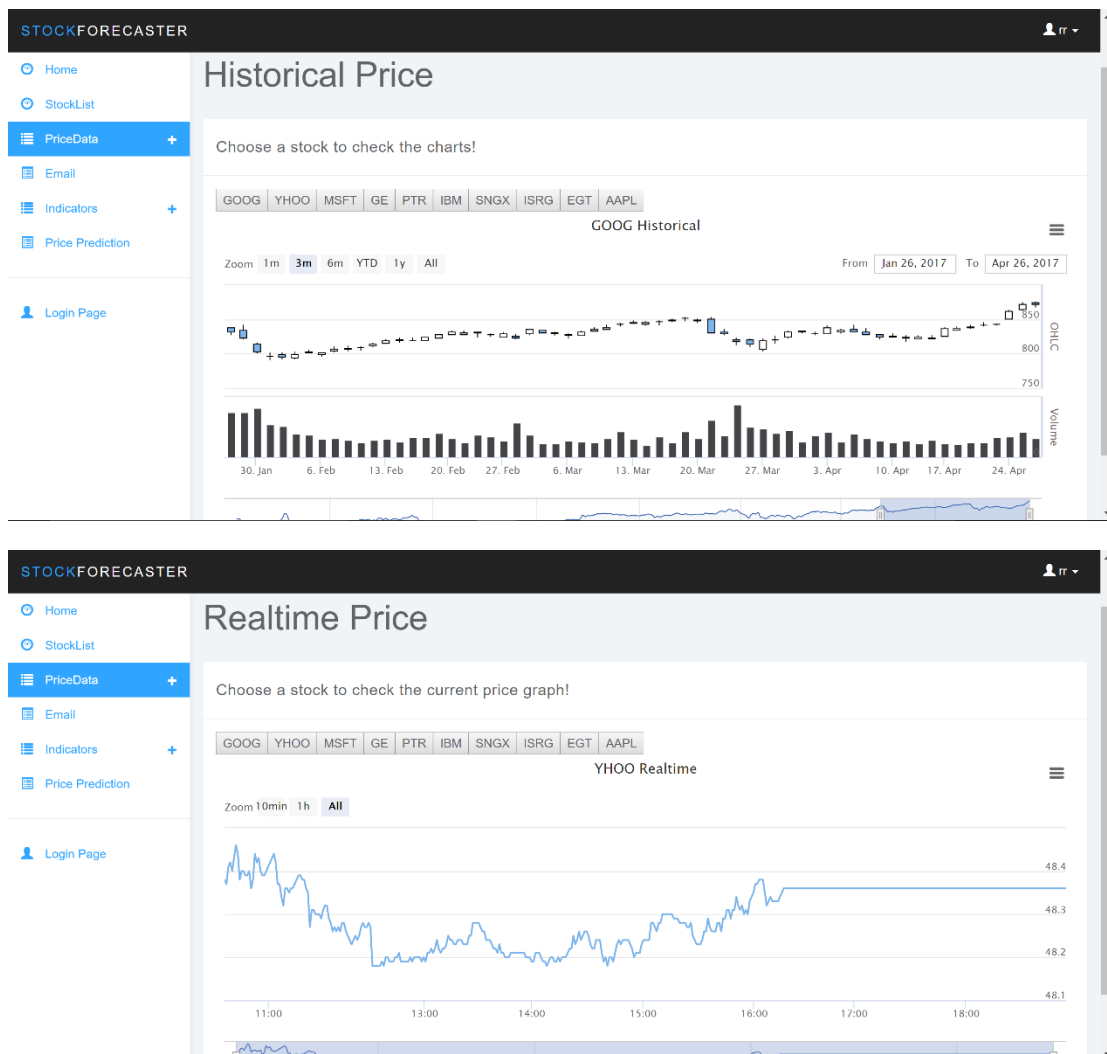 STOCKFORECASTER rr
Home
StockList
PriceData +
Email
Indicators +
Price Prediction
Login Page
Historical Price
Choose a stock to check the charts!
GOOG YHOO MSFT GE PTR IBM SNGX ISRG EGT AAPL
GOOG Historical
Zoom 1m 3m 6m YTD 1y All From Jan 26, 2017 To Apr 26, 2017
850
800
750
OHLC
Volume
30. Jan 6. Feb 13. Feb 20. Feb 27. Feb 6. Mar 13. Mar 20. Mar 27. Mar 3. Apr 10. Apr 17. Apr 24. Apr
STOCKFORECASTER rr
Home
StockList
PriceData +
Email
Indicators +
Price Prediction
Login Page
Realtime Price
Choose a stock to check the current price graph!
GOOG YHOO MSFT GE PTR IBM SNGX ISRG EGT AAPL
YHOO Realtime
Zoom 10min 1h All
48.4
48.3
48.2
48.1
11:00 13:00 14:00 15:00 16:00 17:00 18:00